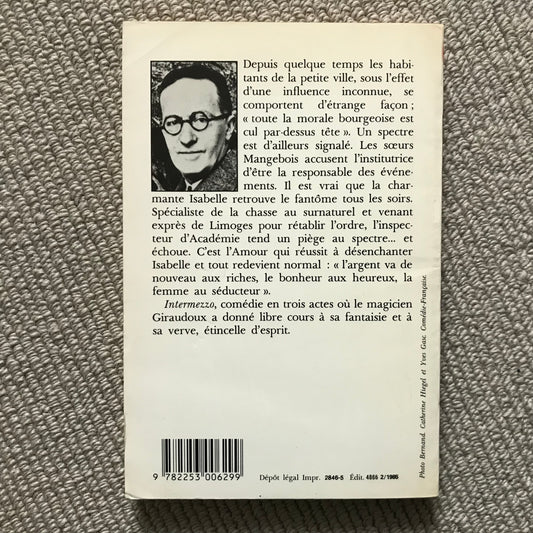 Depuis quelque temps les habi-
tants de la petite ville, sous l'effet
d'une influence inconnue, se
comportent d'étrange façon ;
« toute la morale bourgeoise est
cul par-dessus tête ». Un spectre
est d'ailleurs signalé. Les sœurs
Mangebois accusent l'institutrice
d'être la responsable des événe-
ments. Il est vrai que la char-
mante Isabelle retrouve le fantôme tous les soirs.
Spécialiste de la chasse au surnaturel et venant
exprès de Limoges pour rétablir l'ordre, l'inspec-
teur d'Académie tend un piège au spectre... et
échoue. C'est l'Amour qui réussit à désenchanter
Isabelle et tout redevient normal : « l'argent va de
nouveau aux riches, le bonheur aux heureux, la
femme au séducteur ».
Intermezzo, comédie en trois actes où le magicien
Giraudoux a donné libre cours à sa fantaisie et à
sa verve, étincelle d'esprit.
Photo Bernand. Catherine Hiegel et Yves Gasc. Comédie-Française.
9 782253 006299
Dépôt légal Impr. 2846-5 Édit. 4866 2/1985